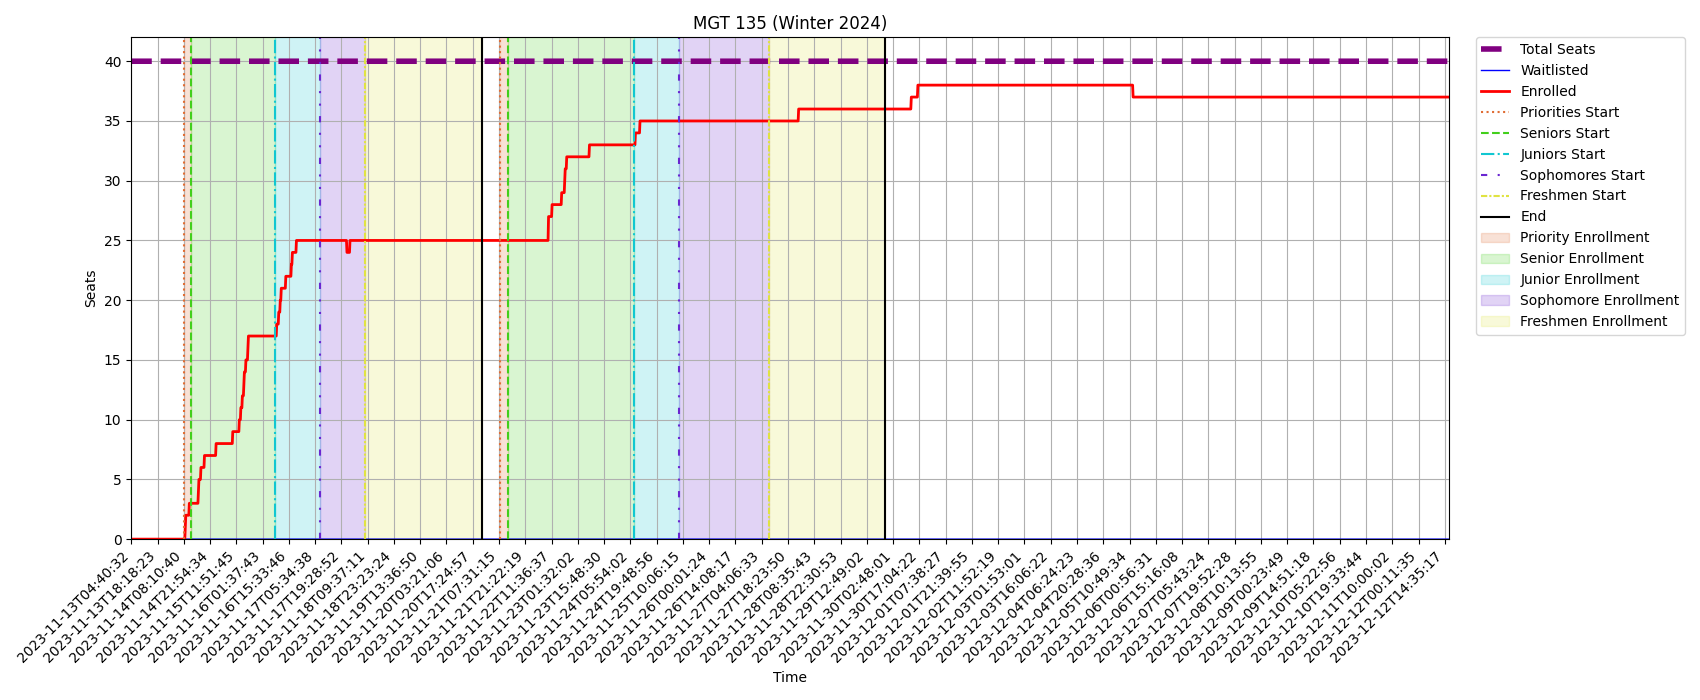 MGT 135 (Winter 2024)
Seats
40
35
30
25
20
15
10
5
0
2023-11-13T04:40:32
2023-11-13T18:18:23
2023-11-14T08:10:40
2023-11-14T21:54:34
2023-11-15T11:51:45
2023-11-16T01:37:43
2023-11-16T15:33:46
2023-11-17T05:34:38
2023-11-17T19:28:52
2023-11-18T09:37:11
2023-11-18T23:23:24
2023-11-19T13:36:50
2023-11-20T03:21:06
2023-11-20T17:24:57
2023-11-21T07:31:15
2023-11-21T21:22:19
2023-11-22T11:36:37
2023-11-23T01:32:02
2023-11-23T15:48:30
2023-11-24T05:54:02
2023-11-24T19:48:56
2023-11-25T10:06:15
2023-11-26T00:01:24
2023-11-26T14:08:17
2023-11-27T04:06:33
2023-11-27T18:23:50
2023-11-28T08:35:43
2023-11-28T22:30:53
2023-11-29T12:49:02
2023-11-30T02:48:01
2023-11-30T17:04:22
2023-12-01T07:38:27
2023-12-01T21:39:55
2023-12-02T11:52:19
2023-12-03T01:53:01
2023-12-03T16:06:22
2023-12-04T06:24:23
2023-12-04T20:28:36
2023-12-05T10:49:34
2023-12-06T00:56:31
2023-12-06T15:16:08
2023-12-07T05:43:24
2023-12-07T19:52:28
2023-12-08T10:13:55
2023-12-09T00:23:49
2023-12-09T14:51:18
2023-12-10T05:22:56
2023-12-10T19:33:44
2023-12-11T10:00:02
2023-12-12T00:11:35
2023-12-12T14:35:17
Time
Total Seats
Waitlisted
Enrolled
Priorities Start
Seniors Start
Juniors Start
Sophomores Start
Freshmen Start
End
Priority Enrollment
Senior Enrollment
Junior Enrollment
Sophomore Enrollment
Freshmen Enrollment